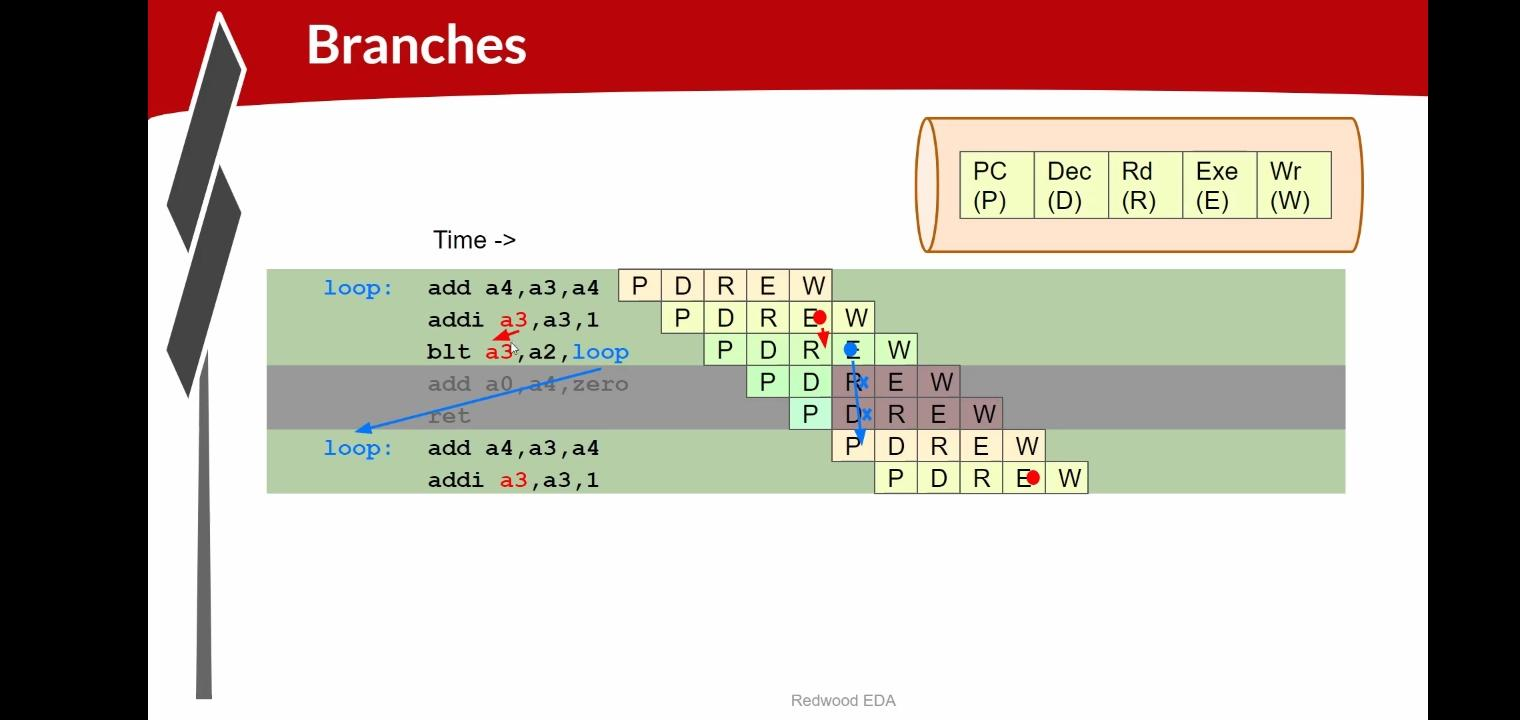 Branches
PC Dec Rd Exe Wr
(P) (D) (R) (E) (W)
Time ->
loop: add a4,a3,a4 P D R E W
addi a3,a3,1 P D R E W
blt a3,a2,loop P D R E W
add a0,a4,zero P D R E W
ret P D R E W
loop: add a4,a3,a4 P D R E W
addi a3,a3,1 P D R E W
Redwood EDA